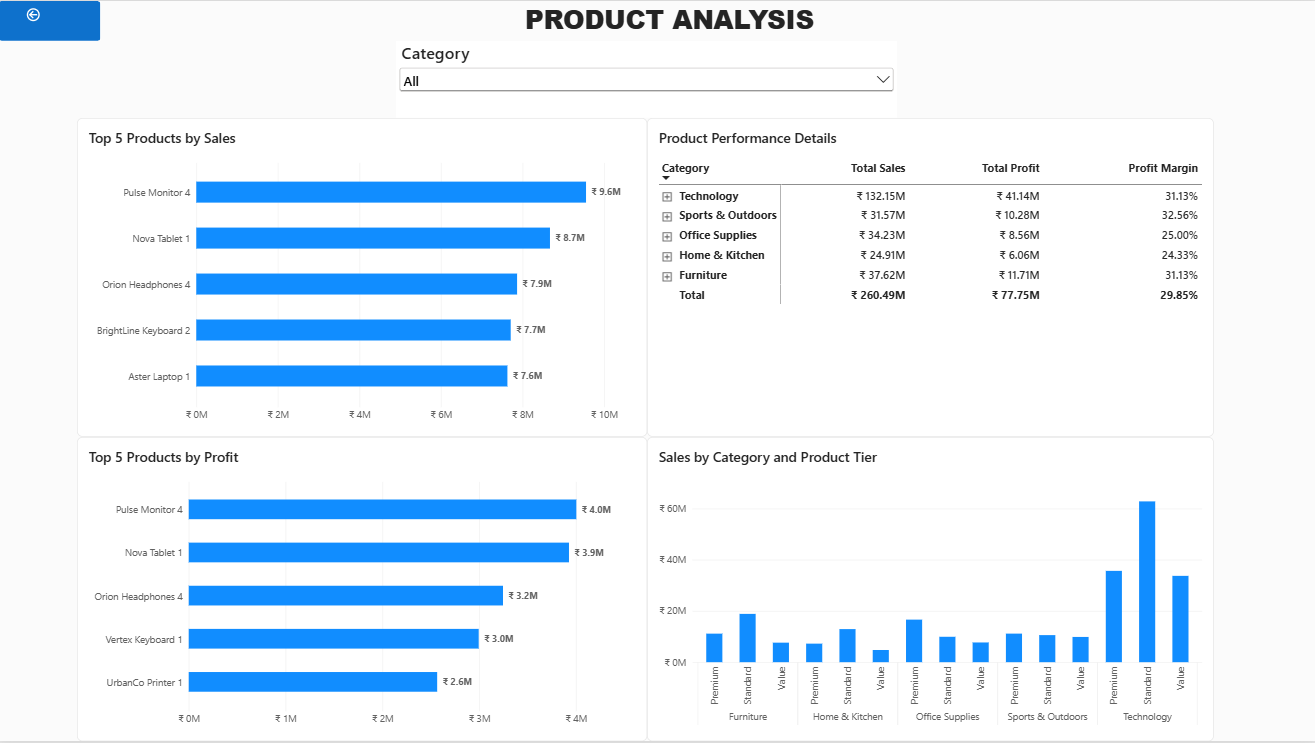 PRODUCT ANALYSIS
Category
All
Top 5 Products by Sales
Pulse Monitor 4 ₹ 9.6M
Nova Tablet 1 ₹ 8.7M
Orion Headphones 4 ₹ 7.9M
BrightLine Keyboard 2 ₹ 7.7M
Aster Laptop 1 ₹ 7.6M
₹ 0M ₹ 2M ₹ 4M ₹ 6M ₹ 8M ₹ 10M
Product Performance Details
Category Total Sales Total Profit Profit Margin
Technology ₹ 132.15M ₹ 41.14M 31.13%
Sports & Outdoors ₹ 31.57M ₹ 10.28M 32.56%
Office Supplies ₹ 34.23M ₹ 8.56M 25.00%
Home & Kitchen ₹ 24.91M ₹ 6.06M 24.33%
Furniture ₹ 37.62M ₹ 11.71M 31.13%
Total ₹ 260.49M ₹ 77.75M 29.85%
Top 5 Products by Profit
Pulse Monitor 4 ₹ 4.0M
Nova Tablet 1 ₹ 3.9M
Orion Headphones 4 ₹ 3.2M
Vertex Keyboard 1 ₹ 3.0M
UrbanCo Printer 1 ₹ 2.6M
₹ 0M ₹ 1M ₹ 2M ₹ 3M ₹ 4M
Sales by Category and Product Tier
₹ 60M
₹ 40M
₹ 20M
₹ 0M
Premium Standard Value Premium Standard Value Premium Standard Value Premium Standard Value Premium Standard Value
Furniture Home & Kitchen Office Supplies Sports & Outdoors Technology